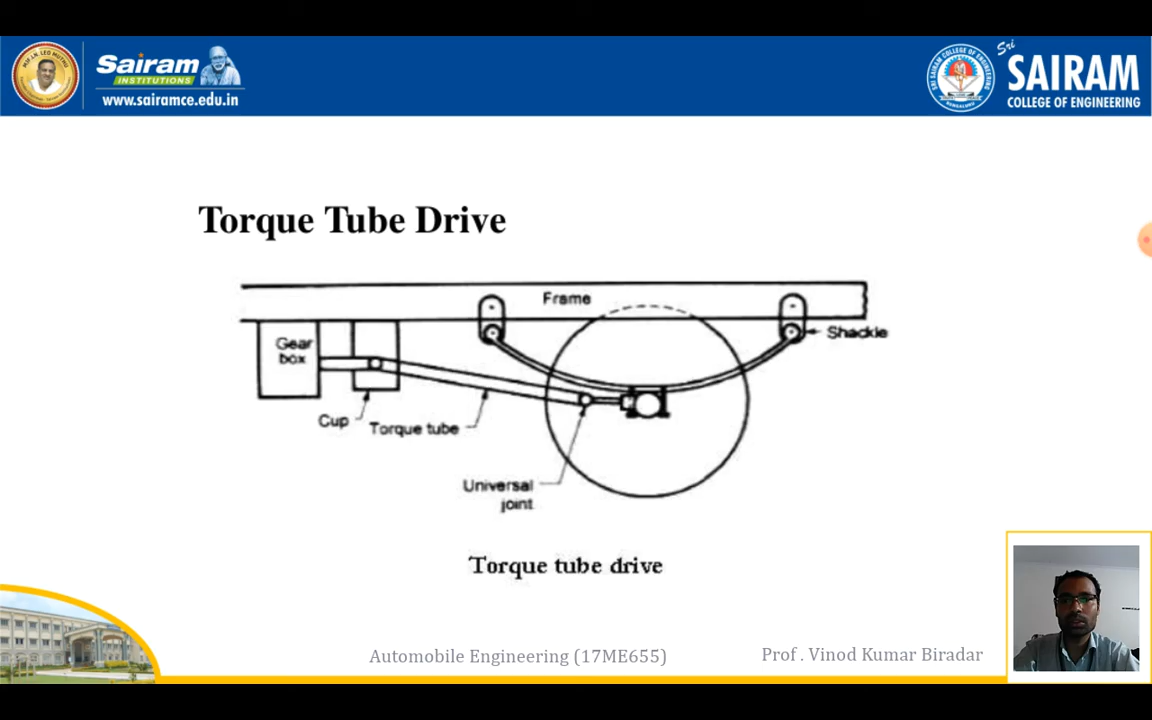 Sairam
INSTITUTIONS
www.sairamce.edu.in
Sri
SAIRAM
COLLEGE OF ENGINEERING
Torque Tube Drive
Frame
Shackle
Gear
box
Cup
Torque tube
Universal
joint
Torque tube drive
Automobile Engineering (17ME655)
Prof . Vinod Kumar Biradar